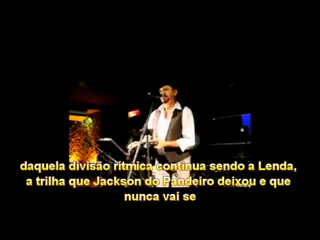 daquela divisão rítmica continua sendo a Lenda,
a trilha que Jackson do Pandeiro deixou e que
nunca vai se